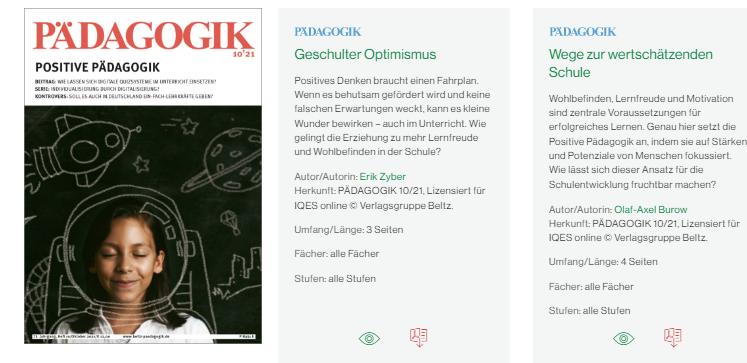 PÄDAGOGIK
10'21
POSITIVE PÄDAGOGIK
BEITRAG: WIE LASSEN SICH DIGITALE QUIZSYSTEME IM UNTERRICHT EINSETZEN?
SERIE: INDIVIDUALISIERUNG DURCH DIGITALISIERUNG?
KONTROVERS: SOLL ES AUCH IN DEUTSCHLAND EIN-FACH-LEHRKRÄFTE GEBEN?
www.beltz-paedagogik.de
PÄDAGOGIK
Geschulter Optimismus
Positives Denken braucht einen Fahrplan.
Wenn es behutsam gefördert wird und keine
falschen Erwartungen weckt, kann es kleine
Wunder bewirken – auch im Unterricht. Wie
gelingt die Erziehung zu mehr Lernfreude
und Wohlbefinden in der Schule?
Autor/Autorin: Erik Zyber
Herkunft: PÄDAGOGIK 10/21, Lizensiert für
IQES online © Verlagsgruppe Beltz.
Umfang/Länge: 3 Seiten
Fächer: alle Fächer
Stufen: alle Stufen
PÄDAGOGIK
Wege zur wertschätzenden
Schule
Wohlbefinden, Lernfreude und Motivation
sind zentrale Voraussetzungen für
erfolgreiches Lernen. Genau hier setzt die
Positive Pädagogik an, indem sie auf Stärken
und Potenziale von Menschen fokussiert.
Wie lässt sich dieser Ansatz für die
Schulentwicklung fruchtbar machen?
Autor/Autorin: Olaf-Axel Burow
Herkunft: PÄDAGOGIK 10/21, Lizensiert für
IQES online © Verlagsgruppe Beltz.
Umfang/Länge: 4 Seiten
Fächer: alle Fächer
Stufen: alle Stufen